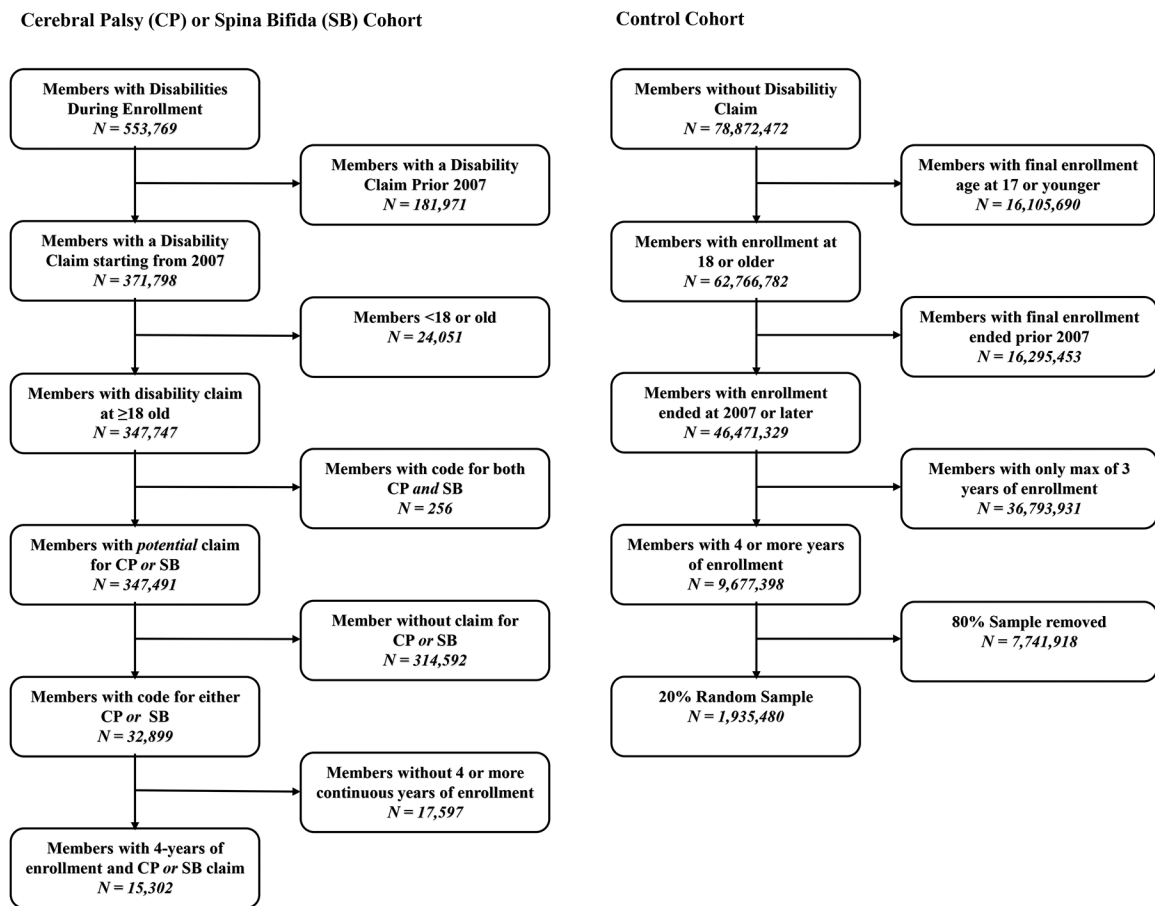 Cerebral Palsy (CP) or Spina Bifida (SB) Cohort
Members with Disabilities
During Enrollment
N = 553,769
Members with a Disability
Claim Prior 2007
N = 181,971
Members with a Disability
Claim starting from 2007
N = 371,798
Members <18 or old
N = 24,051
Members with disability claim
at ≥18 old
N = 347,747
Members with code for both
CP and SB
N = 256
Members with potential claim
for CP or SB
N = 347,491
Member without claim for
CP or SB
N = 314,592
Members with code for either
CP or SB
N = 32,899
Members without 4 or more
continuous years of enrollment
N = 17,597
Members with 4-years of
enrollment and CP or SB claim
N = 15,302
Control Cohort
Members without Disabilitiy
Claim
N = 78,872,472
Members with final enrollment
age at 17 or younger
N = 16,105,690
Members with enrollment at
18 or older
N = 62,766,782
Members with final enrollment
ended prior 2007
N = 16,295,453
Members with enrollment
ended at 2007 or later
N = 46,471,329
Members with only max of 3
years of enrollment
N = 36,793,931
Members with 4 or more years
of enrollment
N = 9,677,398
80% Sample removed
N = 7,741,918
20% Random Sample
N = 1,935,480